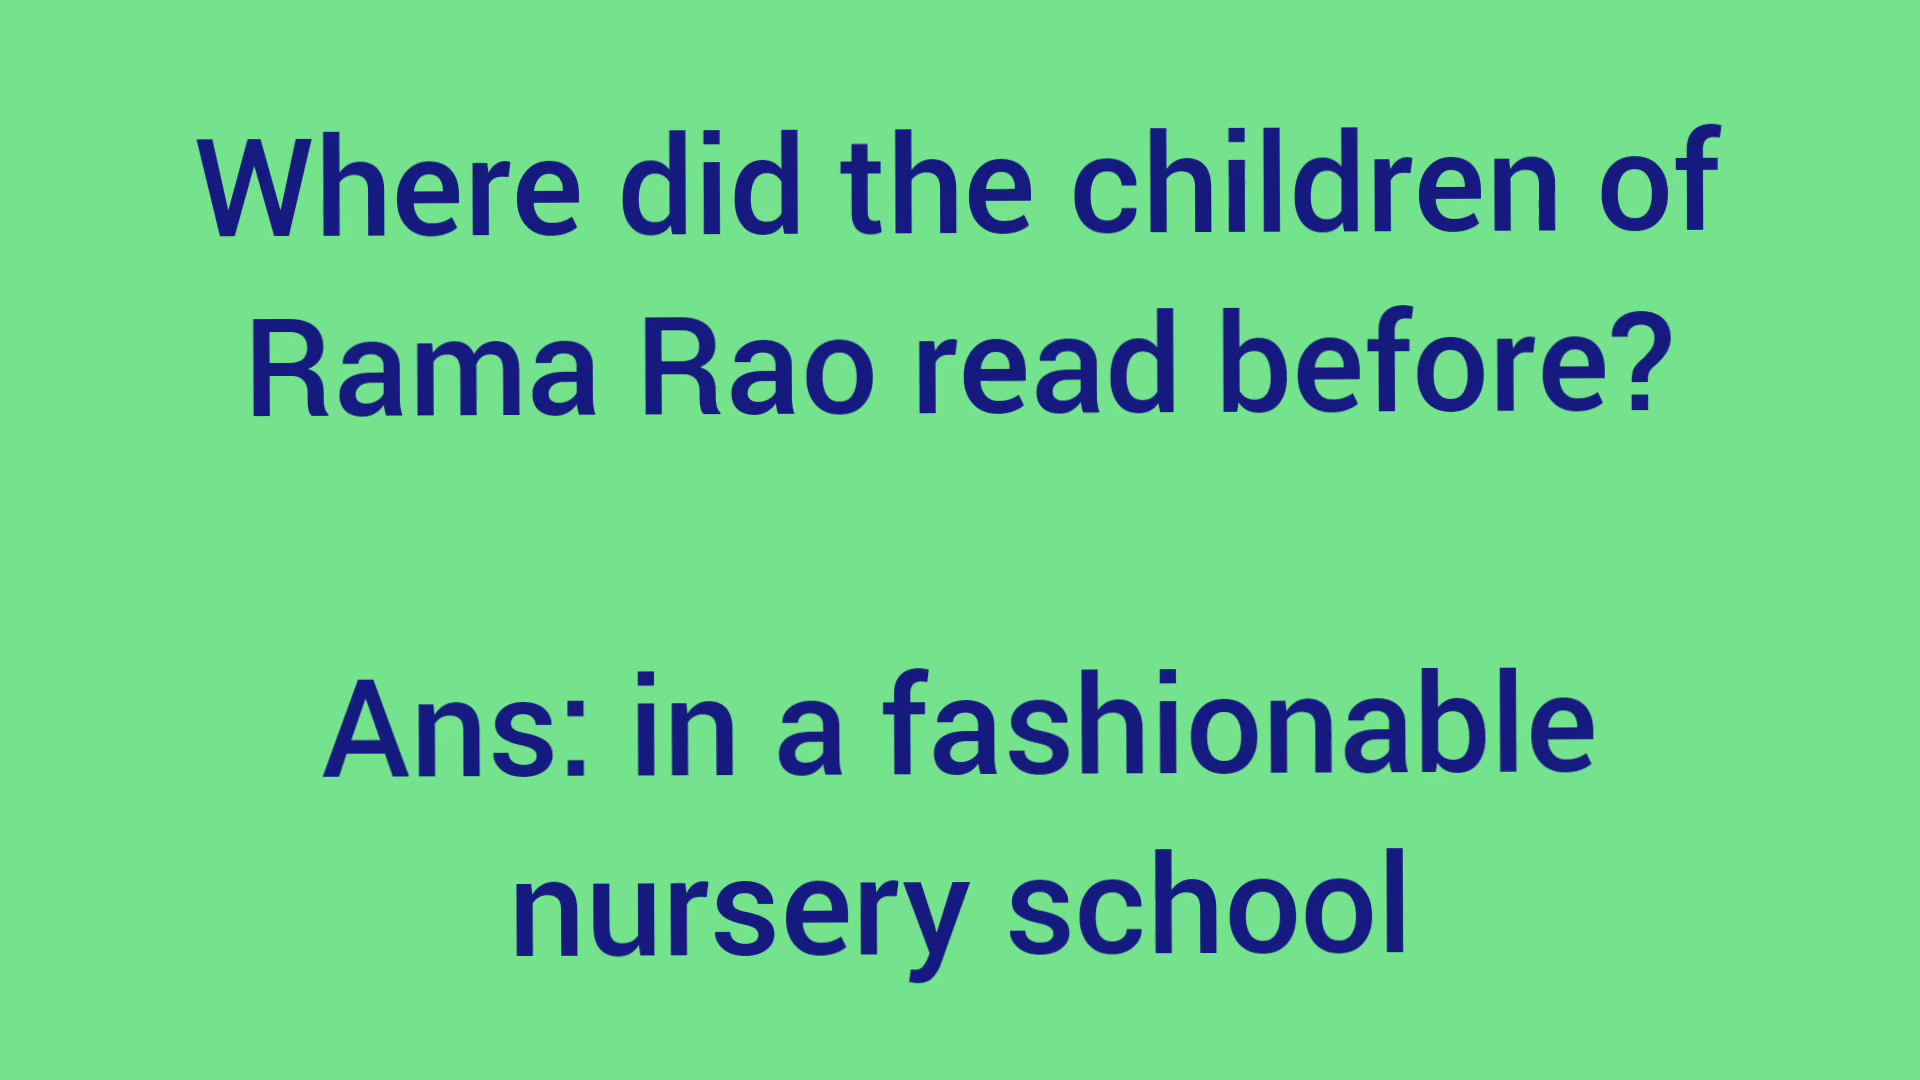 Where did the children of
Rama Rao read before?
Ans: in a fashionable
nursery school